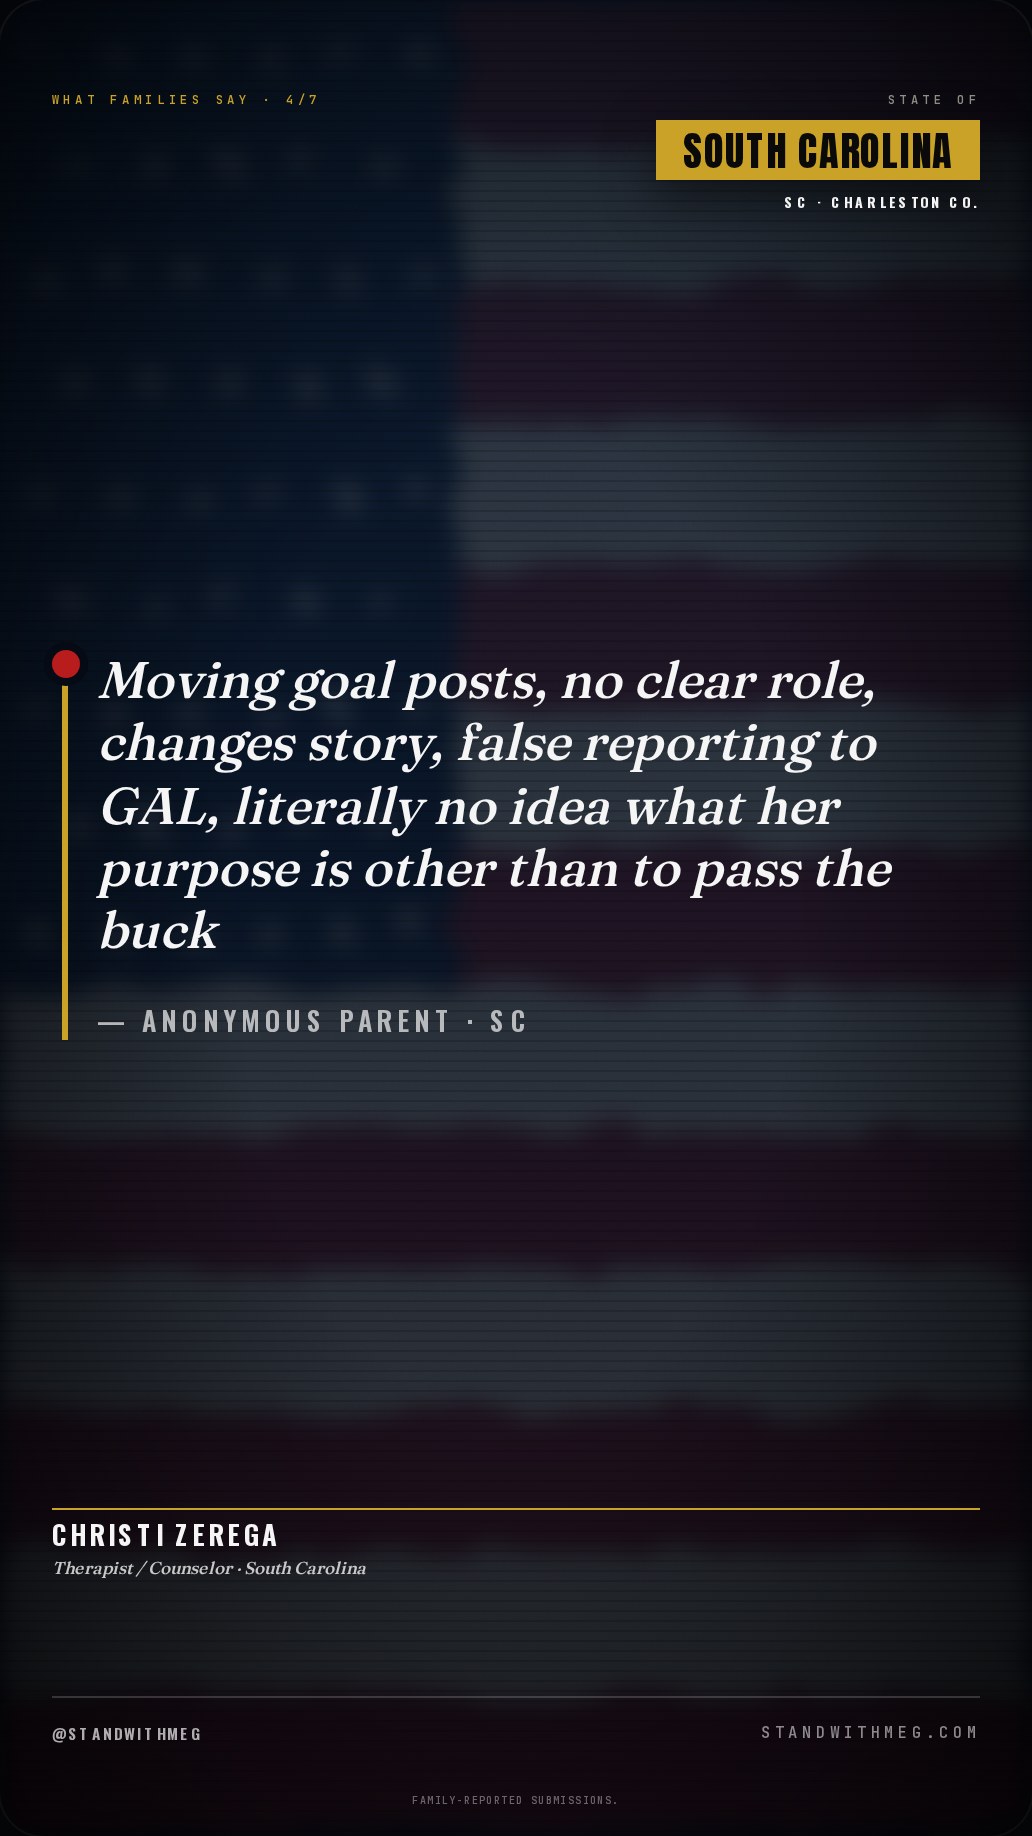 WHAT FAMILIES SAY · 4/7
STATE OF
SOUTH CAROLINA
SC · CHARLESTON CO.
Moving goal posts, no clear role,
changes story, false reporting to
GAL, literally no idea what her
purpose is other than to pass the
buck
— ANONYMOUS PARENT · SC
CHRISTI ZEREGA
Therapist / Counselor · South Carolina
@STANDWITHMEG
STANDWITHMEG.COM
FAMILY-REPORTED SUBMISSIONS.